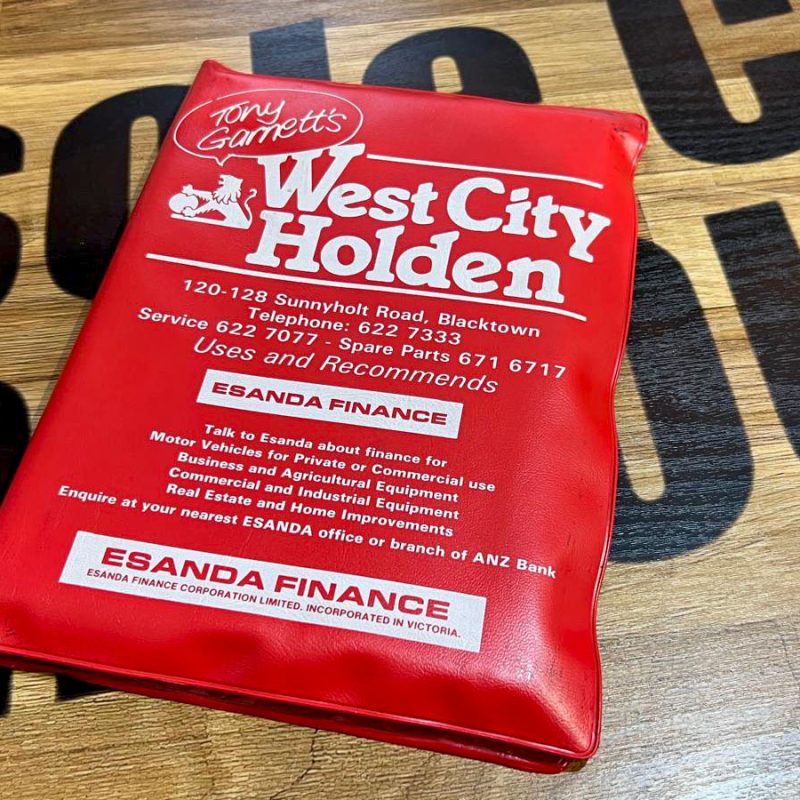 Tony
Garnett's
West City
Holden
120-128 Sunnyholt Road, Blacktown
Telephone: 622 7333
Service 622 7077 - Spare Parts 671 6717
Uses and Recommends
ESANDA FINANCE
Talk to Esanda about finance for
Motor Vehicles for Private or Commercial use
Business and Agricultural Equipment
Commercial and Industrial Equipment
Real Estate and Home Improvements
Enquire at your nearest ESANDA office or branch of ANZ Bank
ESANDA FINANCE
ESANDA FINANCE CORPORATION LIMITED. INCORPORATED IN VICTORIA.